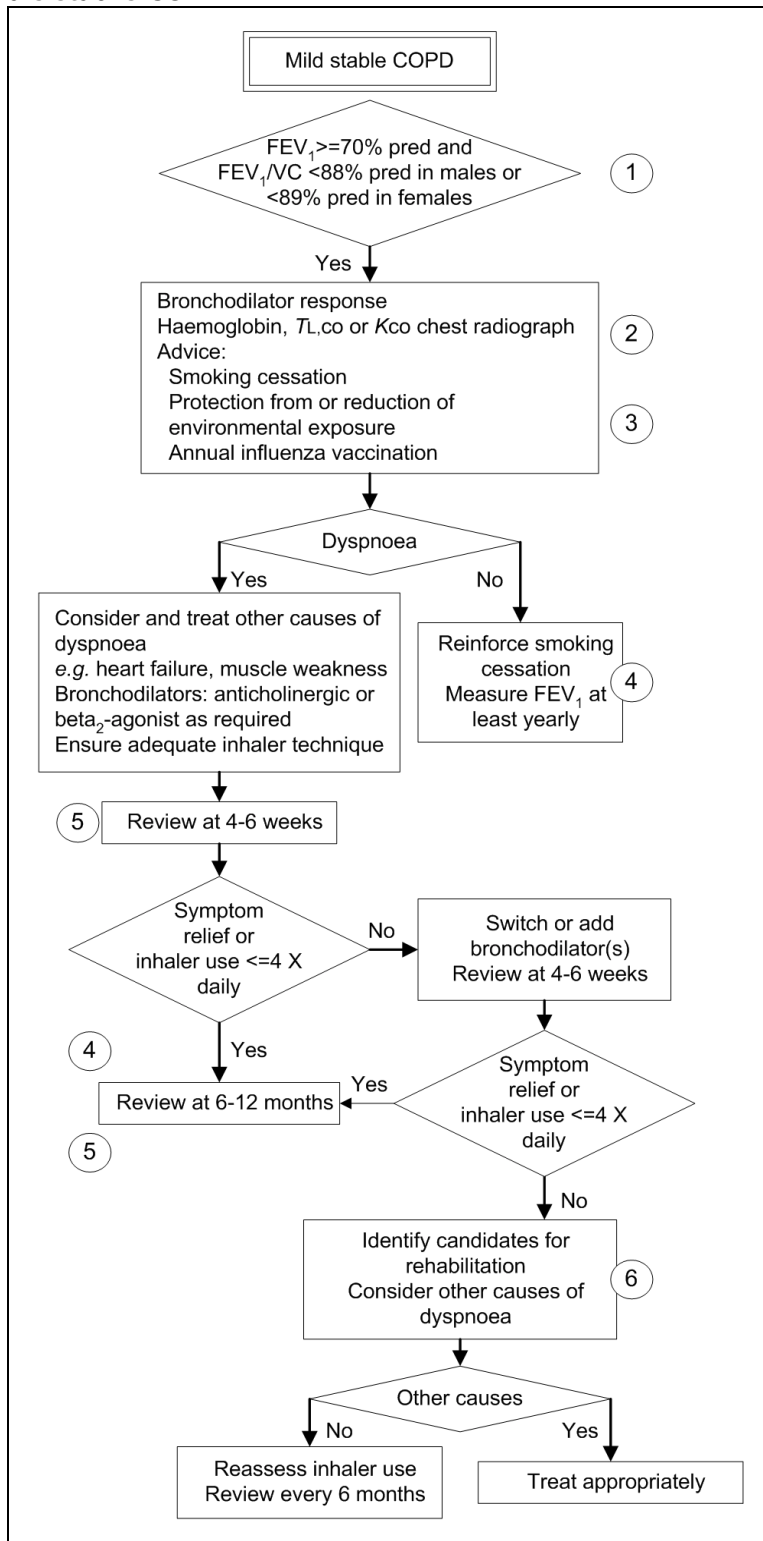 Mild stable COPD
FEV1>=70% pred and
FEV1/VC <88% pred in males or
<89% pred in females
1
Yes
Bronchodilator response
Haemoglobin, TL,co or Kco chest radiograph
2
Advice:
Smoking cessation
Protection from or reduction of
environmental exposure
3
Annual influenza vaccination
Dyspnoea
Yes
No
Consider and treat other causes of
dyspnoea
e.g. heart failure, muscle weakness
Bronchodilators: anticholinergic or
beta2-agonist as required
Ensure adequate inhaler technique
Reinforce smoking
cessation
Measure FEV1 at
least yearly
4
5
Review at 4-6 weeks
Symptom
relief or
inhaler use <=4 X
daily
No
Switch or add
bronchodilator(s)
Review at 4-6 weeks
Yes
4
Review at 6-12 months
5
Yes
Symptom
relief or
inhaler use <=4 X
daily
No
Identify candidates for
rehabilitation
Consider other causes of
dyspnoea
6
Other causes
No
Yes
Reassess inhaler use
Review every 6 months
Treat appropriately